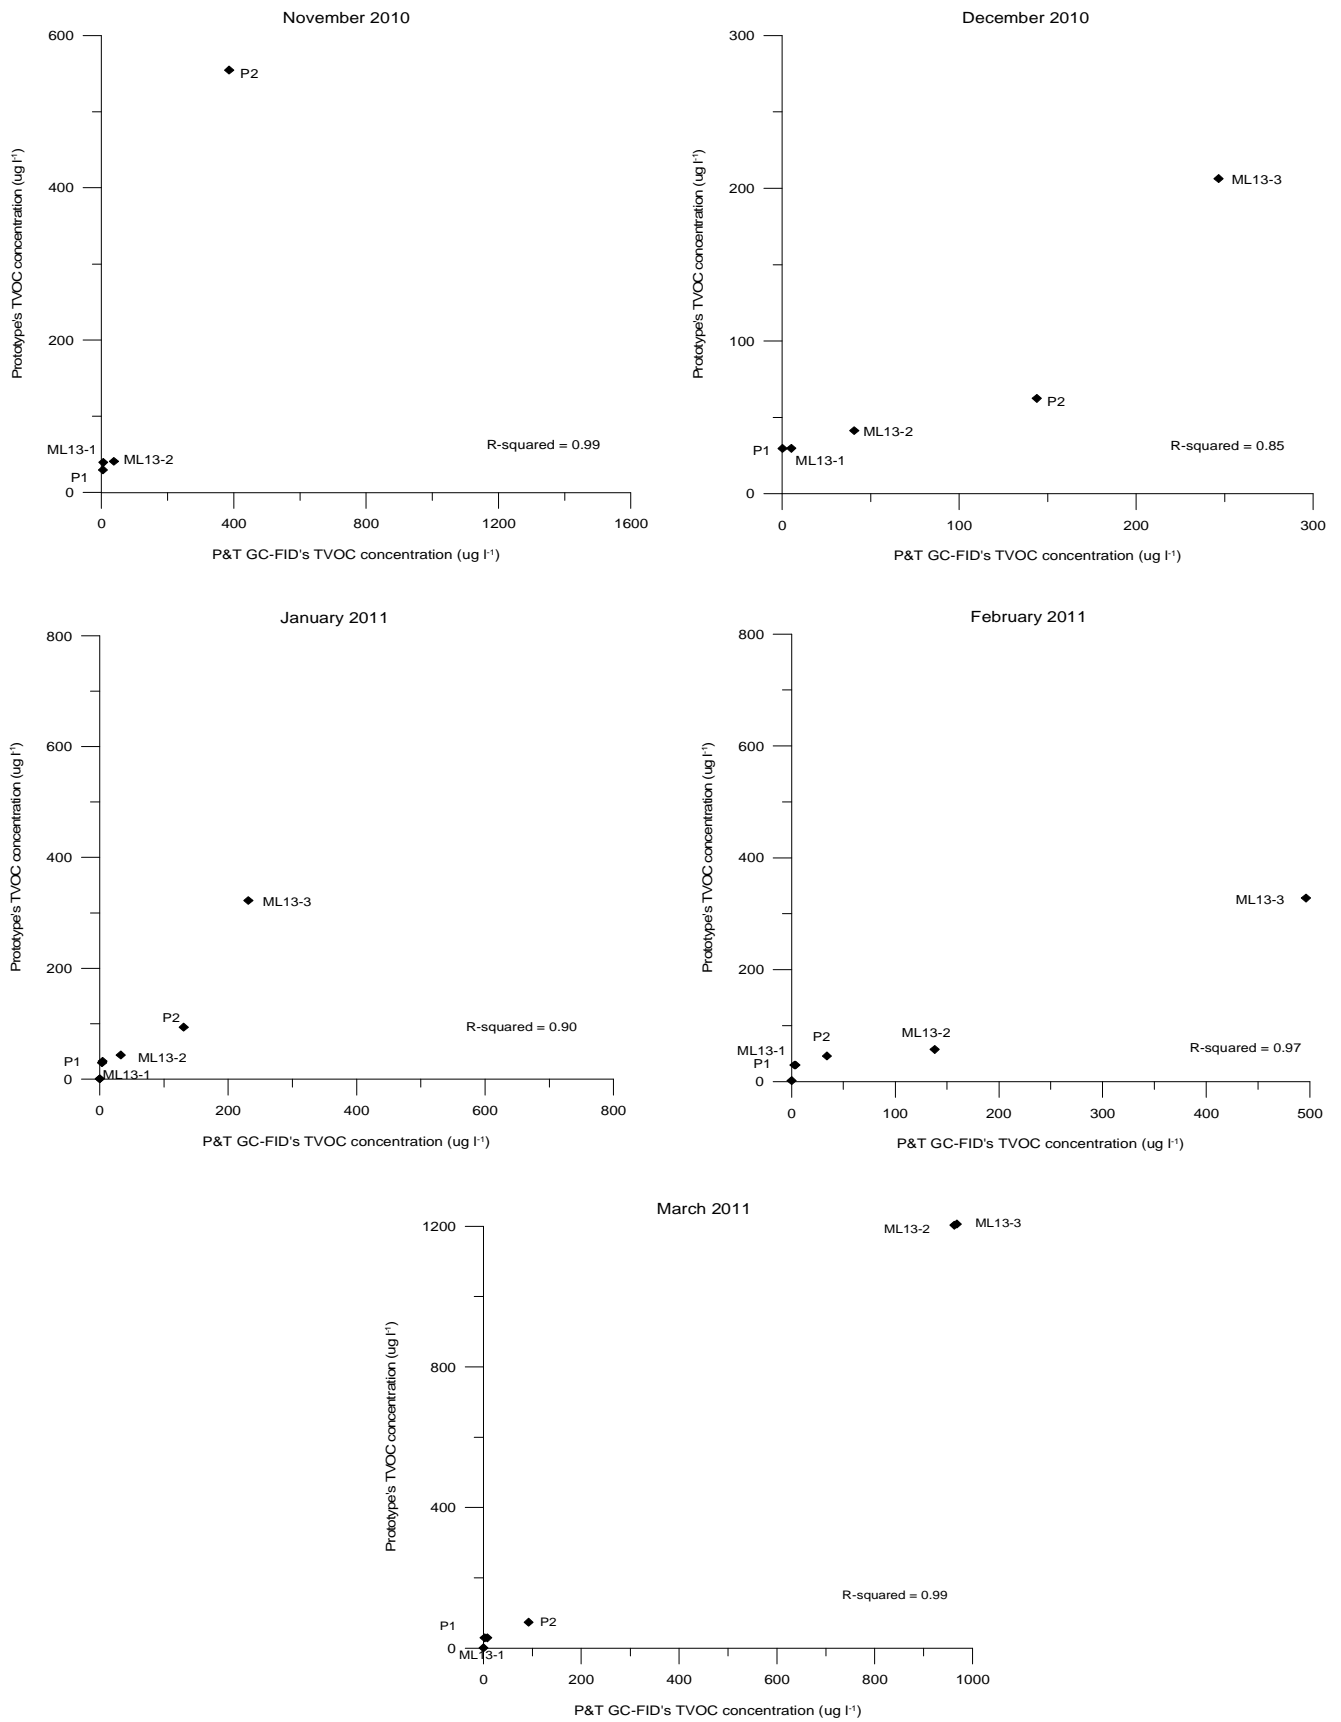 November 2010
600
400
200
0
Prototype's TVOC concentration (ug l-1)
P2
ML13-1
ML13-2
P1
R-squared = 0.99
0 400 800 1200 1600
P&T GC-FID's TVOC concentration (ug l-1)
December 2010
300
200
100
0
Prototype's TVOC concentration (ug l-1)
ML13-3
P2
ML13-2
P1
ML13-1
R-squared = 0.85
0 100 200 300
P&T GC-FID's TVOC concentration (ug l-1)
January 2011
800
600
400
200
0
Prototype's TVOC concentration (ug l-1)
ML13-3
P2
ML13-2
P1
ML13-1
R-squared = 0.90
0 200 400 600 800
P&T GC-FID's TVOC concentration (ug l-1)
February 2011
800
600
400
200
0
Prototype's TVOC concentration (ug l-1)
ML13-3
ML13-2
P2
ML13-1
P1
R-squared = 0.97
0 100 200 300 400 500
P&T GC-FID's TVOC concentration (ug l-1)
March 2011
1200
800
400
0
Prototype's TVOC concentration (ug l-1)
ML13-2
ML13-3
R-squared = 0.99
P1
P2
ML13-1
0 200 400 600 800 1000
P&T GC-FID's TVOC concentration (ug l-1)